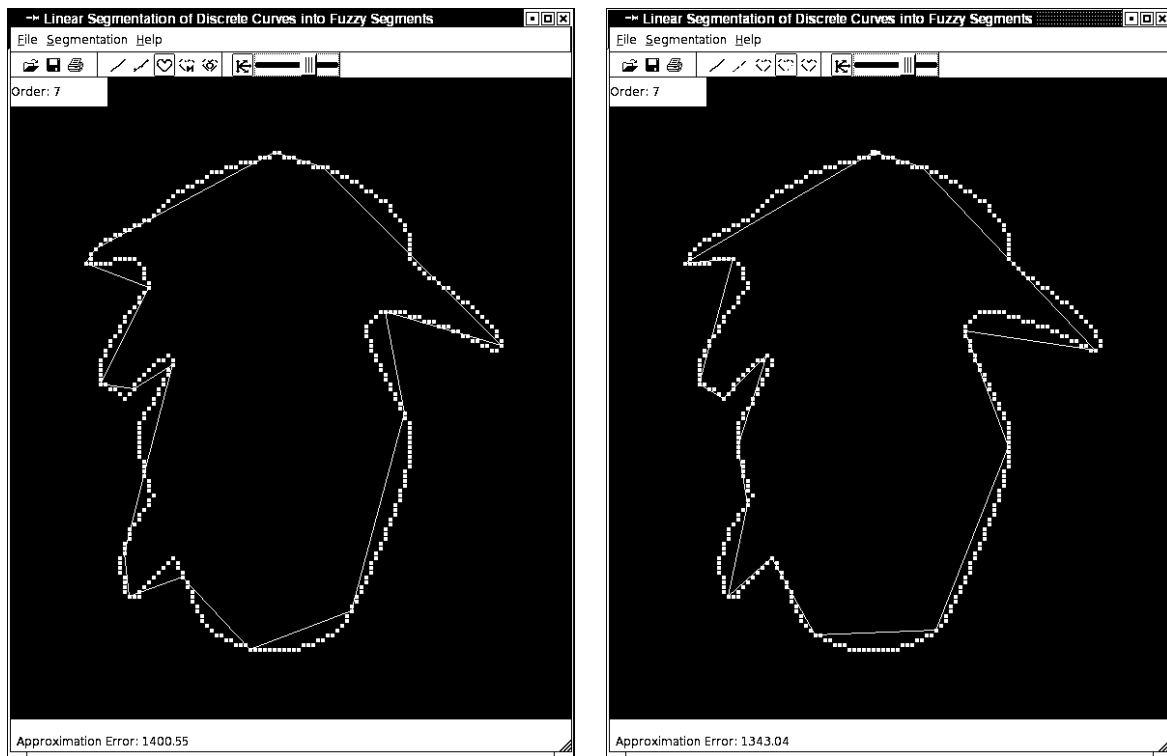 Linear Segmentation of Discrete Curves into Fuzzy Segments
File Segmentation Help
Order: 7
Approximation Error: 1400.55
Linear Segmentation of Discrete Curves into Fuzzy Segments
File Segmentation Help
Order: 7
Approximation Error: 1343.04